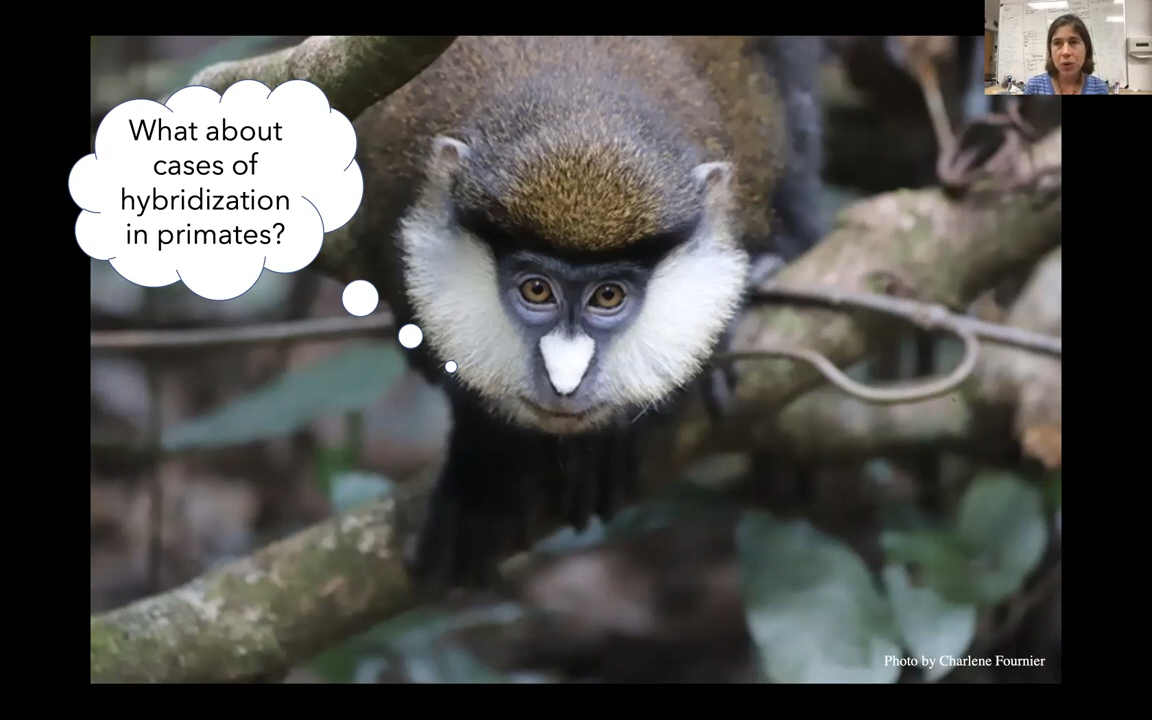 What about
cases of
hybridization
in primates?
Photo by Charlene Fournier